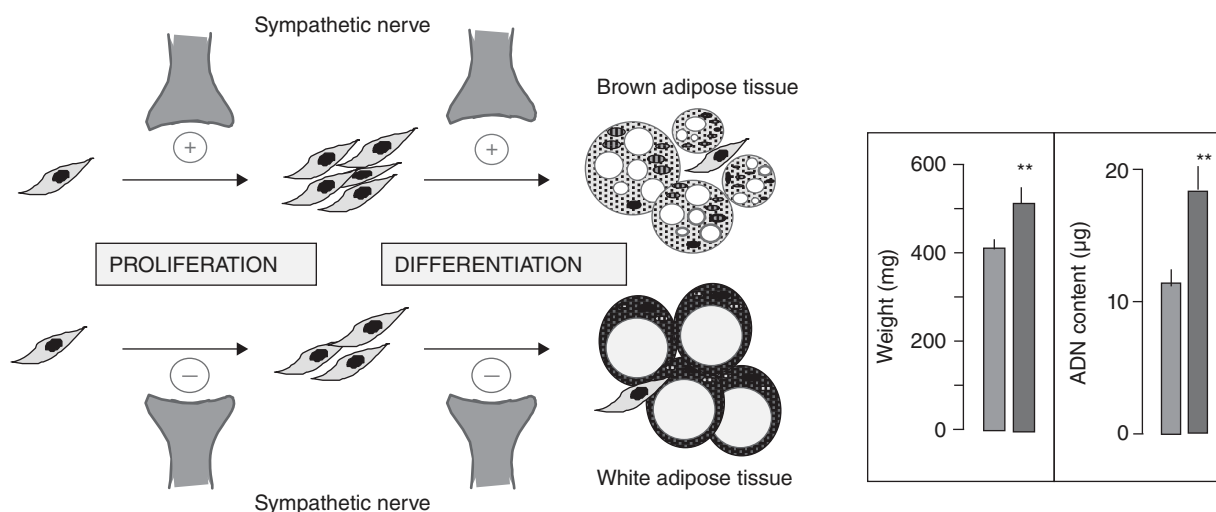 Sympathetic nerve
+
+
Brown adipose tissue
PROLIFERATION
DIFFERENTIATION
−
−
White adipose tissue
Sympathetic nerve
Weight (mg)
600
400
200
0
**
ADN content (µg)
20
10
0
**